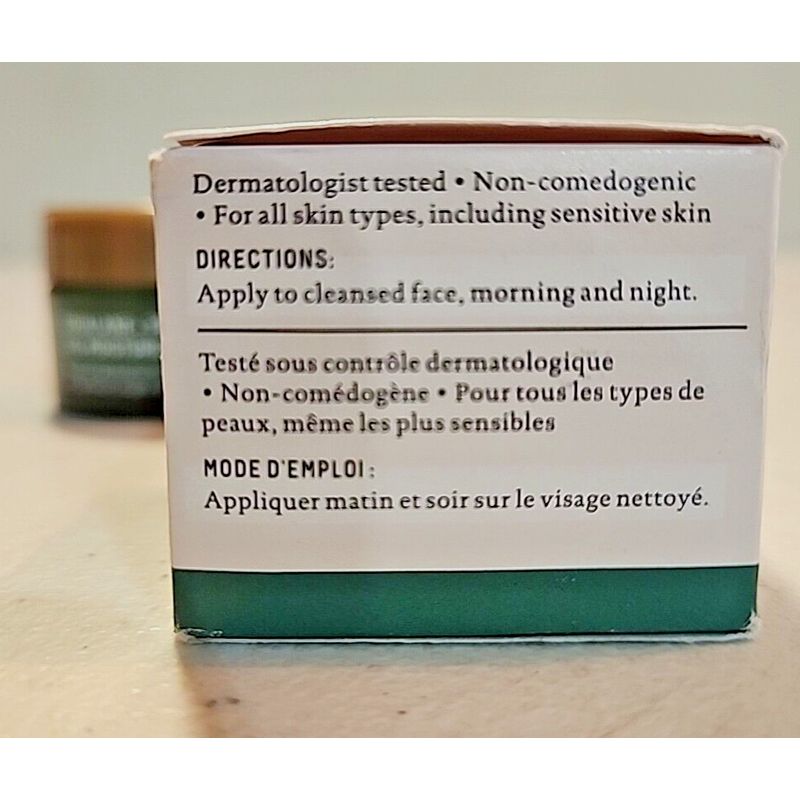 Dermatologist tested • Non-comedogenic
• For all skin types, including sensitive skin
DIRECTIONS:
Apply to cleansed face, morning and night.
Testé sous contrôle dermatologique
• Non-comédogène • Pour tous les types de
peaux, même les plus sensibles
MODE D'EMPLOI :
Appliquer matin et soir sur le visage nettoyé.